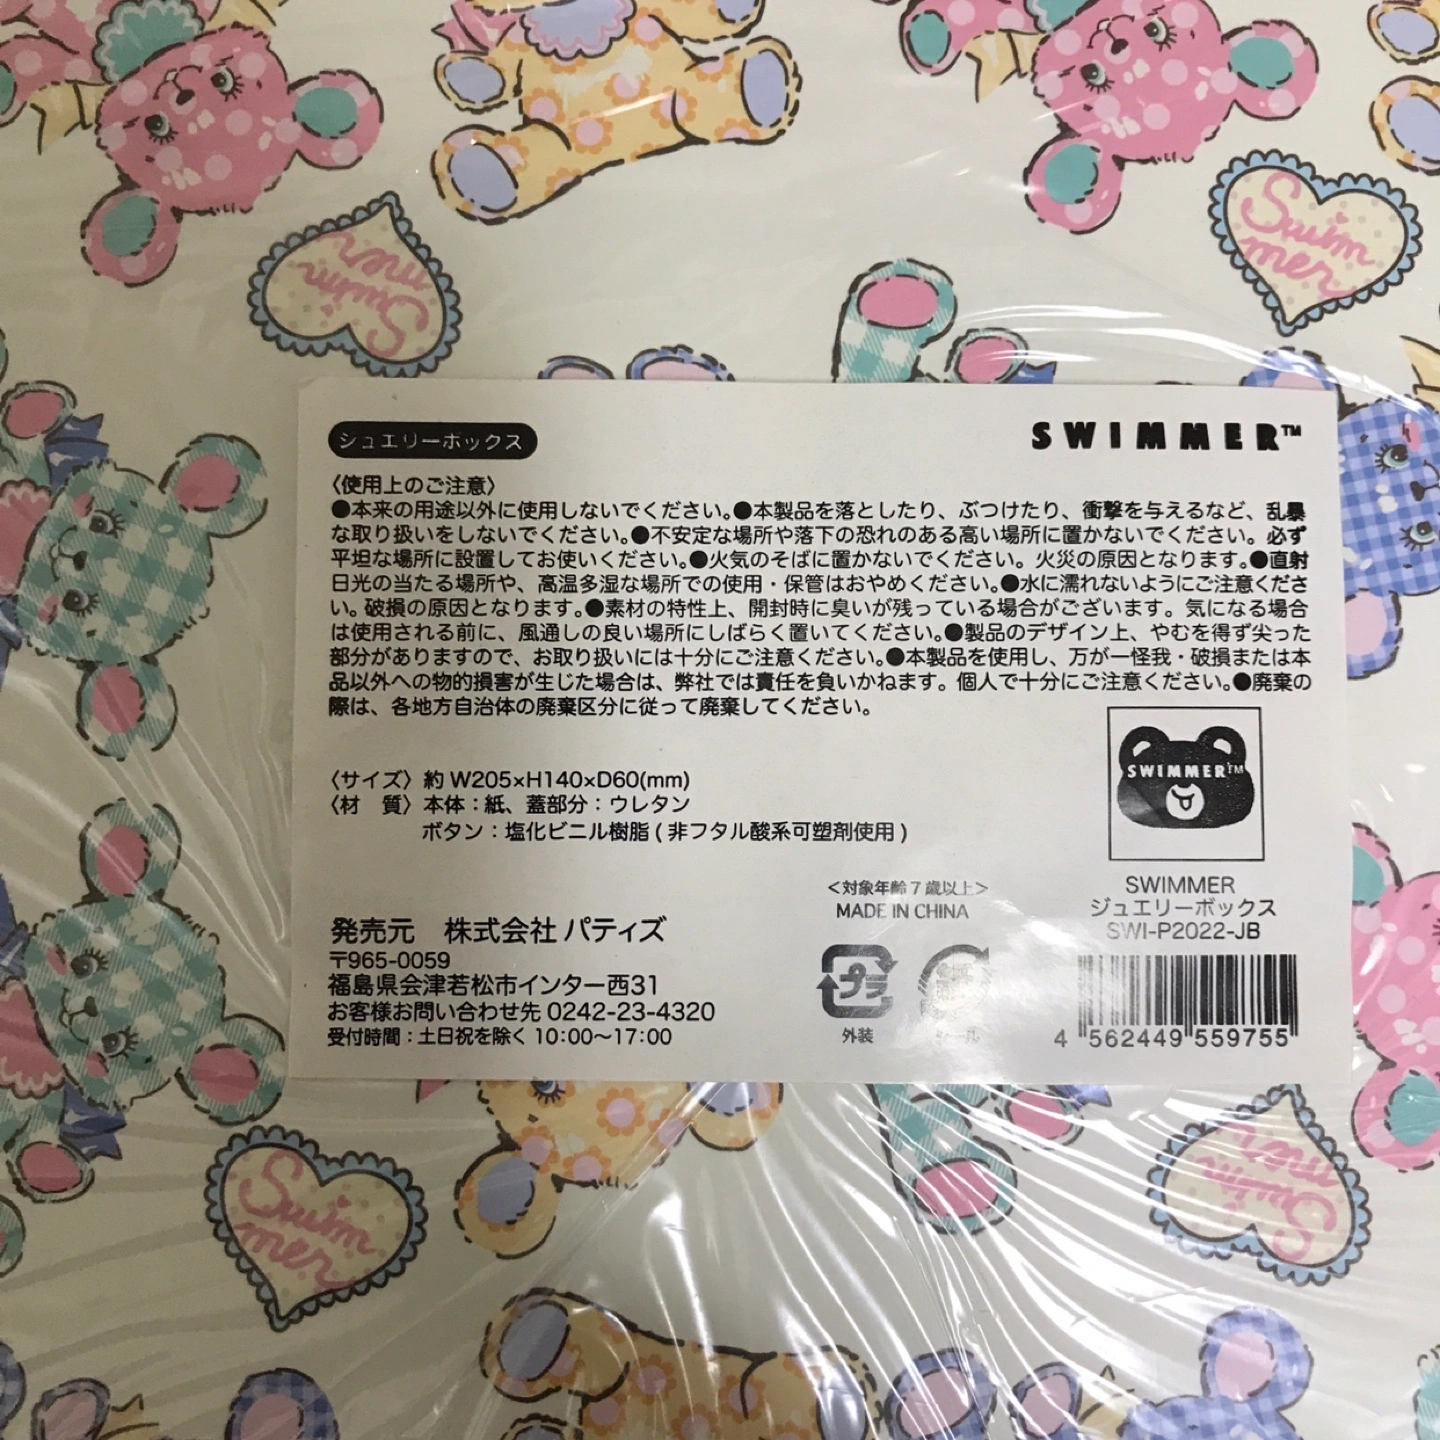 Swim
mer
Swim
mer
ジュエリーボックス
SWIMMER™
〈使用上のご注意〉
●本来の用途以外に使用しないでください。●本製品を落としたり、ぶつけたり、衝撃を与えるなど、乱暴
な取り扱いをしないでください。●不安定な場所や落下の恐れのある高い場所に置かないでください。必ず
平坦な場所に設置してお使いください。●火気のそばに置かないでください。火災の原因となります。●直射
日光の当たる場所や、高温多湿な場所での使用・保管はおやめください。●水に濡れないようにご注意くださ
い。破損の原因となります。●素材の特性上、開封時に臭いが残っている場合がございます。気になる場合
は使用される前に、風通しの良い場所にしばらく置いてください。●製品のデザイン上、やむを得ず尖った
部分がありますので、お取り扱いには十分にご注意ください。●本製品を使用し、万が一怪我・破損または本
品以外への物的損害が生じた場合は、弊社では責任を負いかねます。個人で十分にご注意ください。●廃棄の
際は、各地方自治体の廃棄区分に従って廃棄してください。
〈サイズ〉約 W205×H140×D60(mm)
〈材　質〉本体：紙、蓋部分：ウレタン
ボタン：塩化ビニル樹脂 ( 非フタル酸系可塑剤使用 )
SWIMMER™
<対象年齢７歳以上>
MADE IN CHINA
SWIMMER
ジュエリーボックス
SWI-P2022-JB
発売元　株式会社 パティズ
〒965-0059
福島県会津若松市インター西31
お客様お問い合わせ先 0242-23-4320
受付時間：土日祝を除く 10:00〜17:00
プラ
外装
4 562449 559755
Swim
mer
Swim
mer